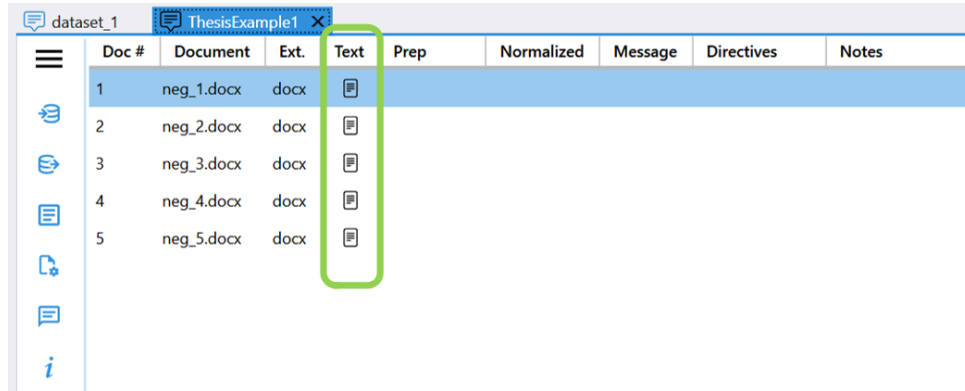 dataset_1 ThesisExample1 X
Doc # Document Ext. Text Prep Normalized Message Directives Notes
1 neg_1.docx docx
2 neg_2.docx docx
3 neg_3.docx docx
4 neg_4.docx docx
5 neg_5.docx docx
i